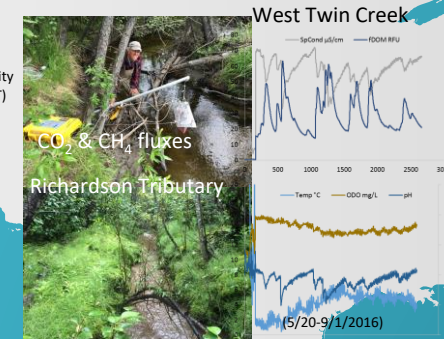 West Twin Creek
SpCond µS/cm fDOM RFU
ity
)
CO2 & CH4 fluxes
500 1000 1500 2000 2500 30
Richardson Tributary
Temp °C ODO mg/L pH
(5/20-9/1/2016)